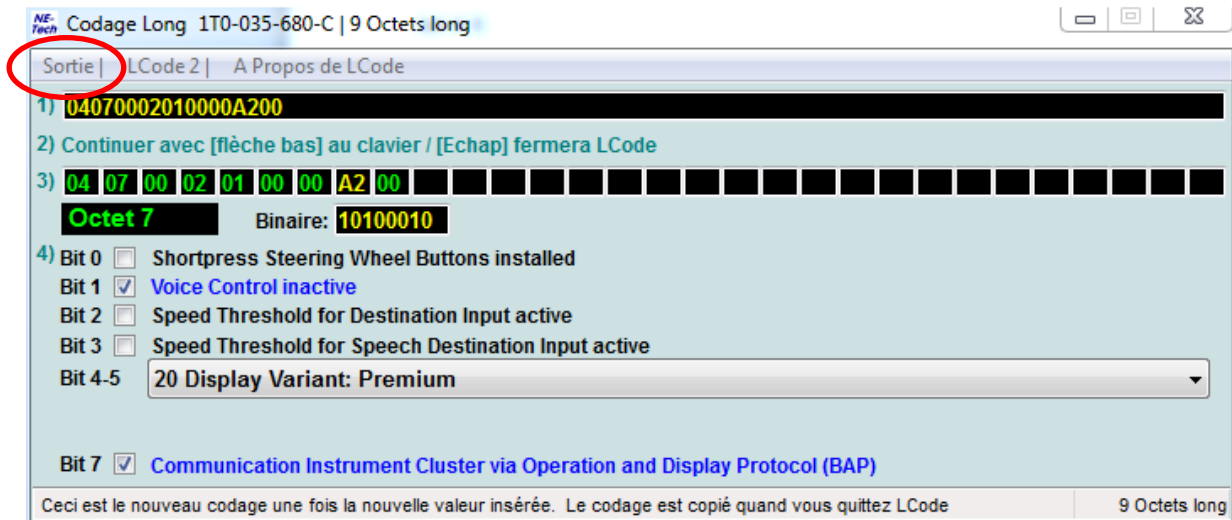 NE-Tech Codage Long 1T0-035-680-C | 9 Octets long
Sortie | LCode 2 | A Propos de LCode
1) 04070002010000A200
2) Continuer avec [flèche bas] au clavier / [Echap] fermera LCode
3) 04 07 00 02 01 00 00 A2 00
Octet 7 Binaire: 10100010
4) Bit 0 Shortpress Steering Wheel Buttons installed
Bit 1 Voice Control inactive
Bit 2 Speed Threshold for Destination Input active
Bit 3 Speed Threshold for Speech Destination Input active
Bit 4-5 20 Display Variant: Premium
Bit 7 Communication Instrument Cluster via Operation and Display Protocol (BAP)
Ceci est le nouveau codage une fois la nouvelle valeur insérée. Le codage est copié quand vous quittez LCode 9 Octets long